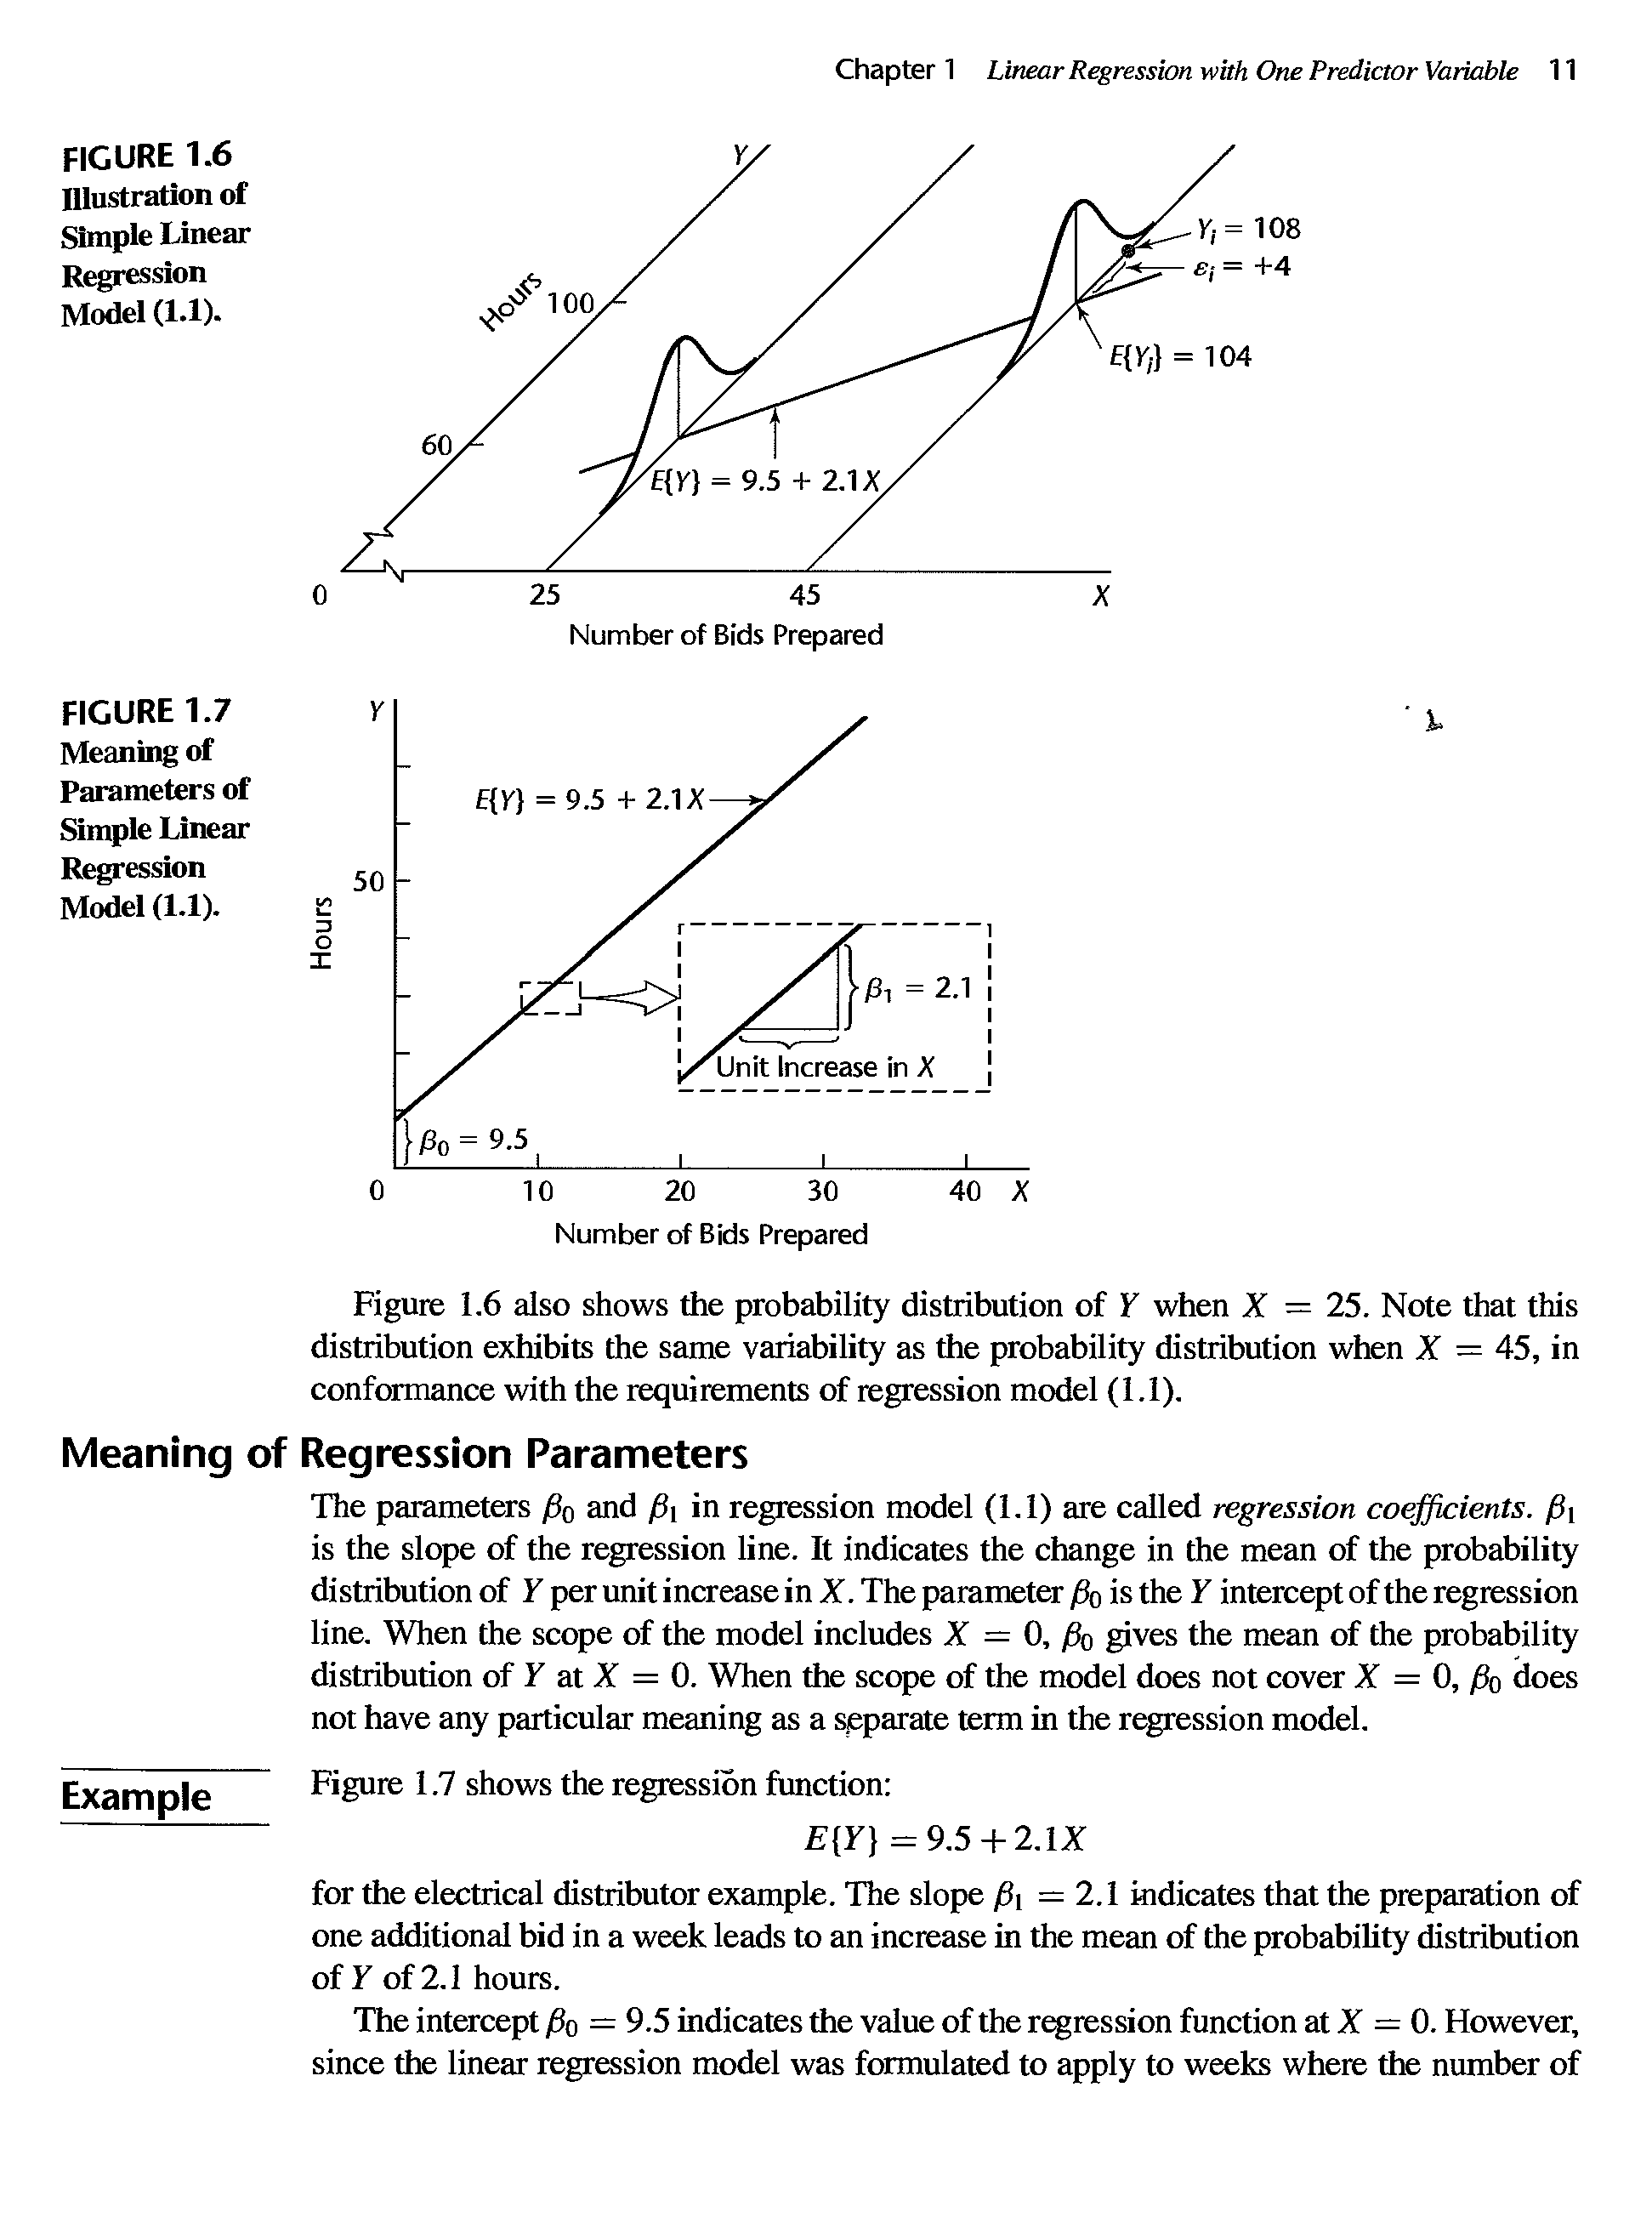 Chapter 1 Linear Regression with One Predictor Variable 11
FIGURE 1.6
Illustration of
Simple Linear
Regression
Model (1.1).
Y
Hours
100
60
Yᵢ = 108
εᵢ = +4
E{Yᵢ} = 104
E{Y} = 9.5 + 2.1X
0
25
45
X
Number of Bids Prepared
FIGURE 1.7
Meaning of
Parameters of
Simple Linear
Regression
Model (1.1).
Y
E{Y} = 9.5 + 2.1X
50
Hours
β₁ = 2.1
Unit Increase in X
β₀ = 9.5
0
10
20
30
40
X
Number of Bids Prepared
Figure 1.6 also shows the probability distribution of Y when X = 25. Note that this
distribution exhibits the same variability as the probability distribution when X = 45, in
conformance with the requirements of regression model (1.1).
Meaning of Regression Parameters
The parameters β₀ and β₁ in regression model (1.1) are called regression coefficients. β₁
is the slope of the regression line. It indicates the change in the mean of the probability
distribution of Y per unit increase in X. The parameter β₀ is the Y intercept of the regression
line. When the scope of the model includes X = 0, β₀ gives the mean of the probability
distribution of Y at X = 0. When the scope of the model does not cover X = 0, β₀ does
not have any particular meaning as a separate term in the regression model.
Example
Figure 1.7 shows the regression function:
E{Y} = 9.5 + 2.1X
for the electrical distributor example. The slope β₁ = 2.1 indicates that the preparation of
one additional bid in a week leads to an increase in the mean of the probability distribution
of Y of 2.1 hours.
The intercept β₀ = 9.5 indicates the value of the regression function at X = 0. However,
since the linear regression model was formulated to apply to weeks where the number of